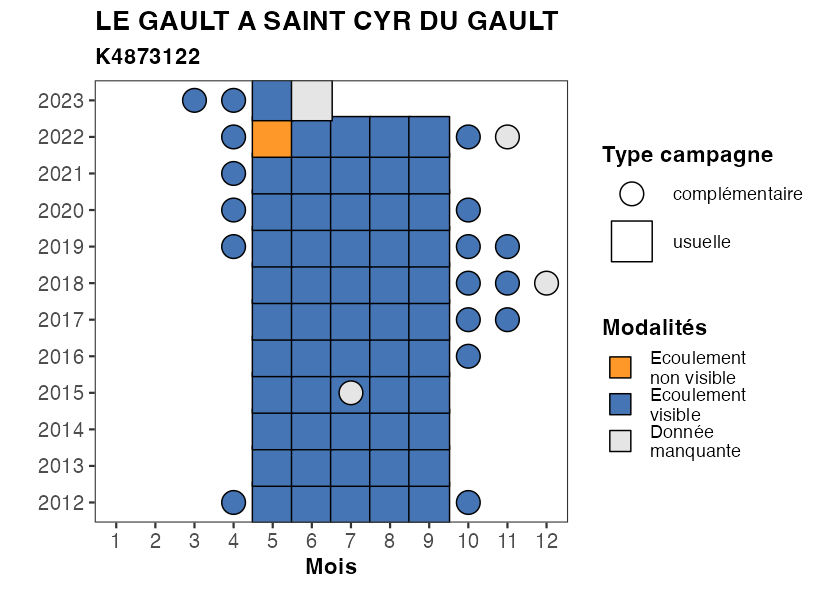 LE GAULT A SAINT CYR DU GAULT
K4873122
2023
2022
2021
2020
2019
2018
2017
2016
2015
2014
2013
2012
1 2 3 4 5 6 7 8 9 10 11 12
Mois
Type campagne
complémentaire
usuelle
Modalités
Ecoulement
non visible
Ecoulement
visible
Donnée
manquante